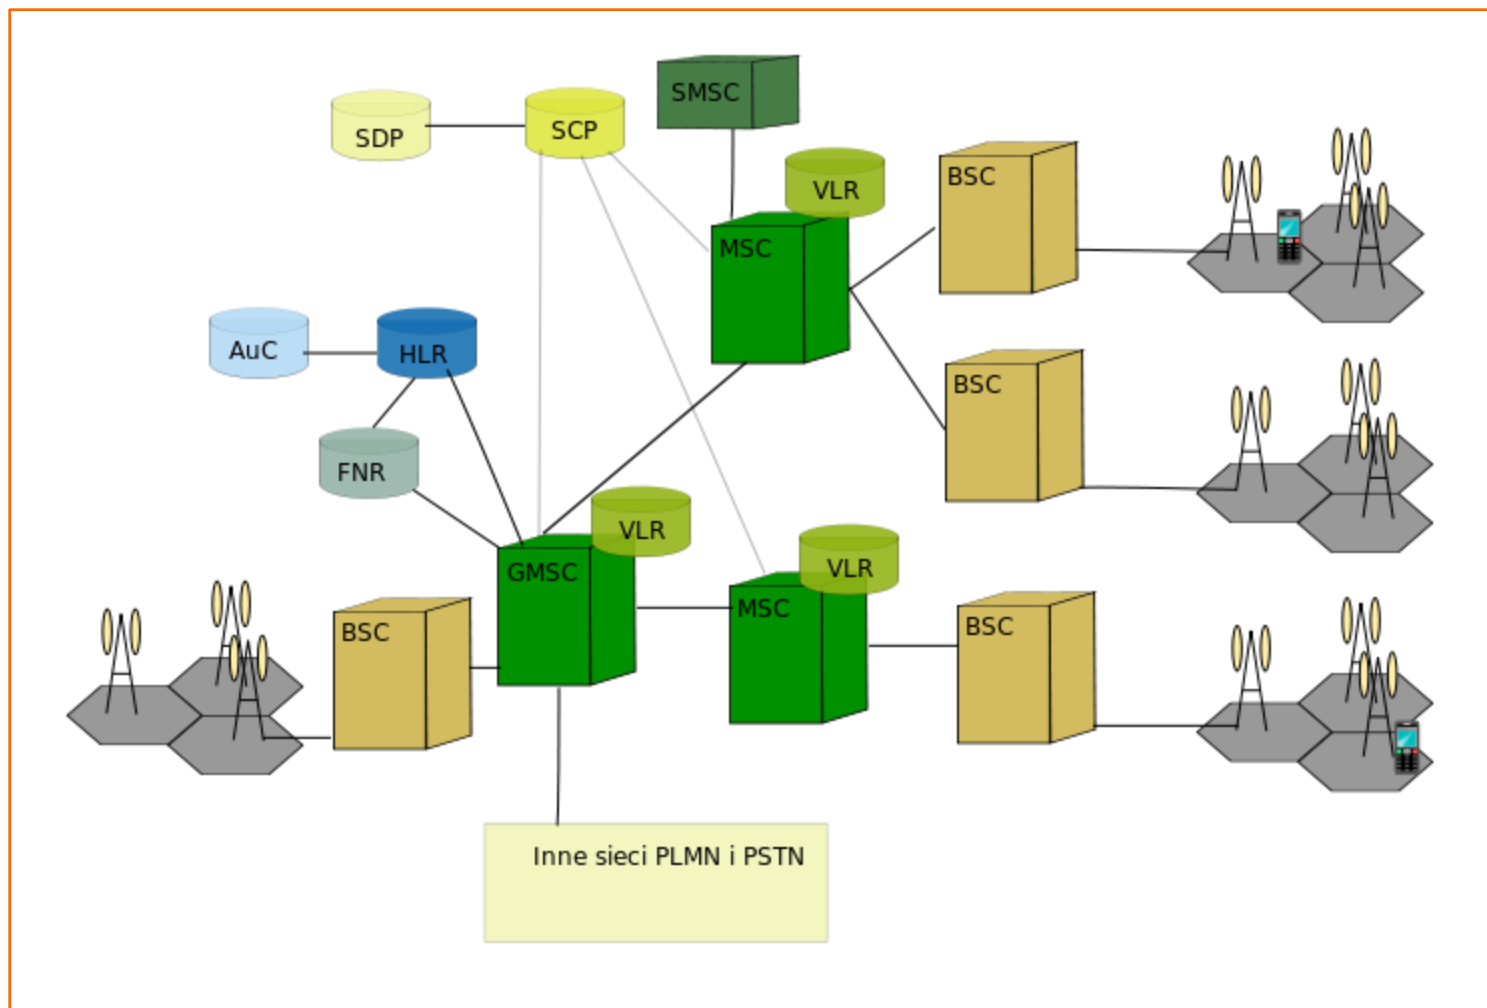 SMSC
SDP
SCP
VLR
BSC
MSC
AuC
HLR
BSC
FNR
VLR
GMSC
VLR
MSC
BSC
BSC
Inne sieci PLMN i PSTN